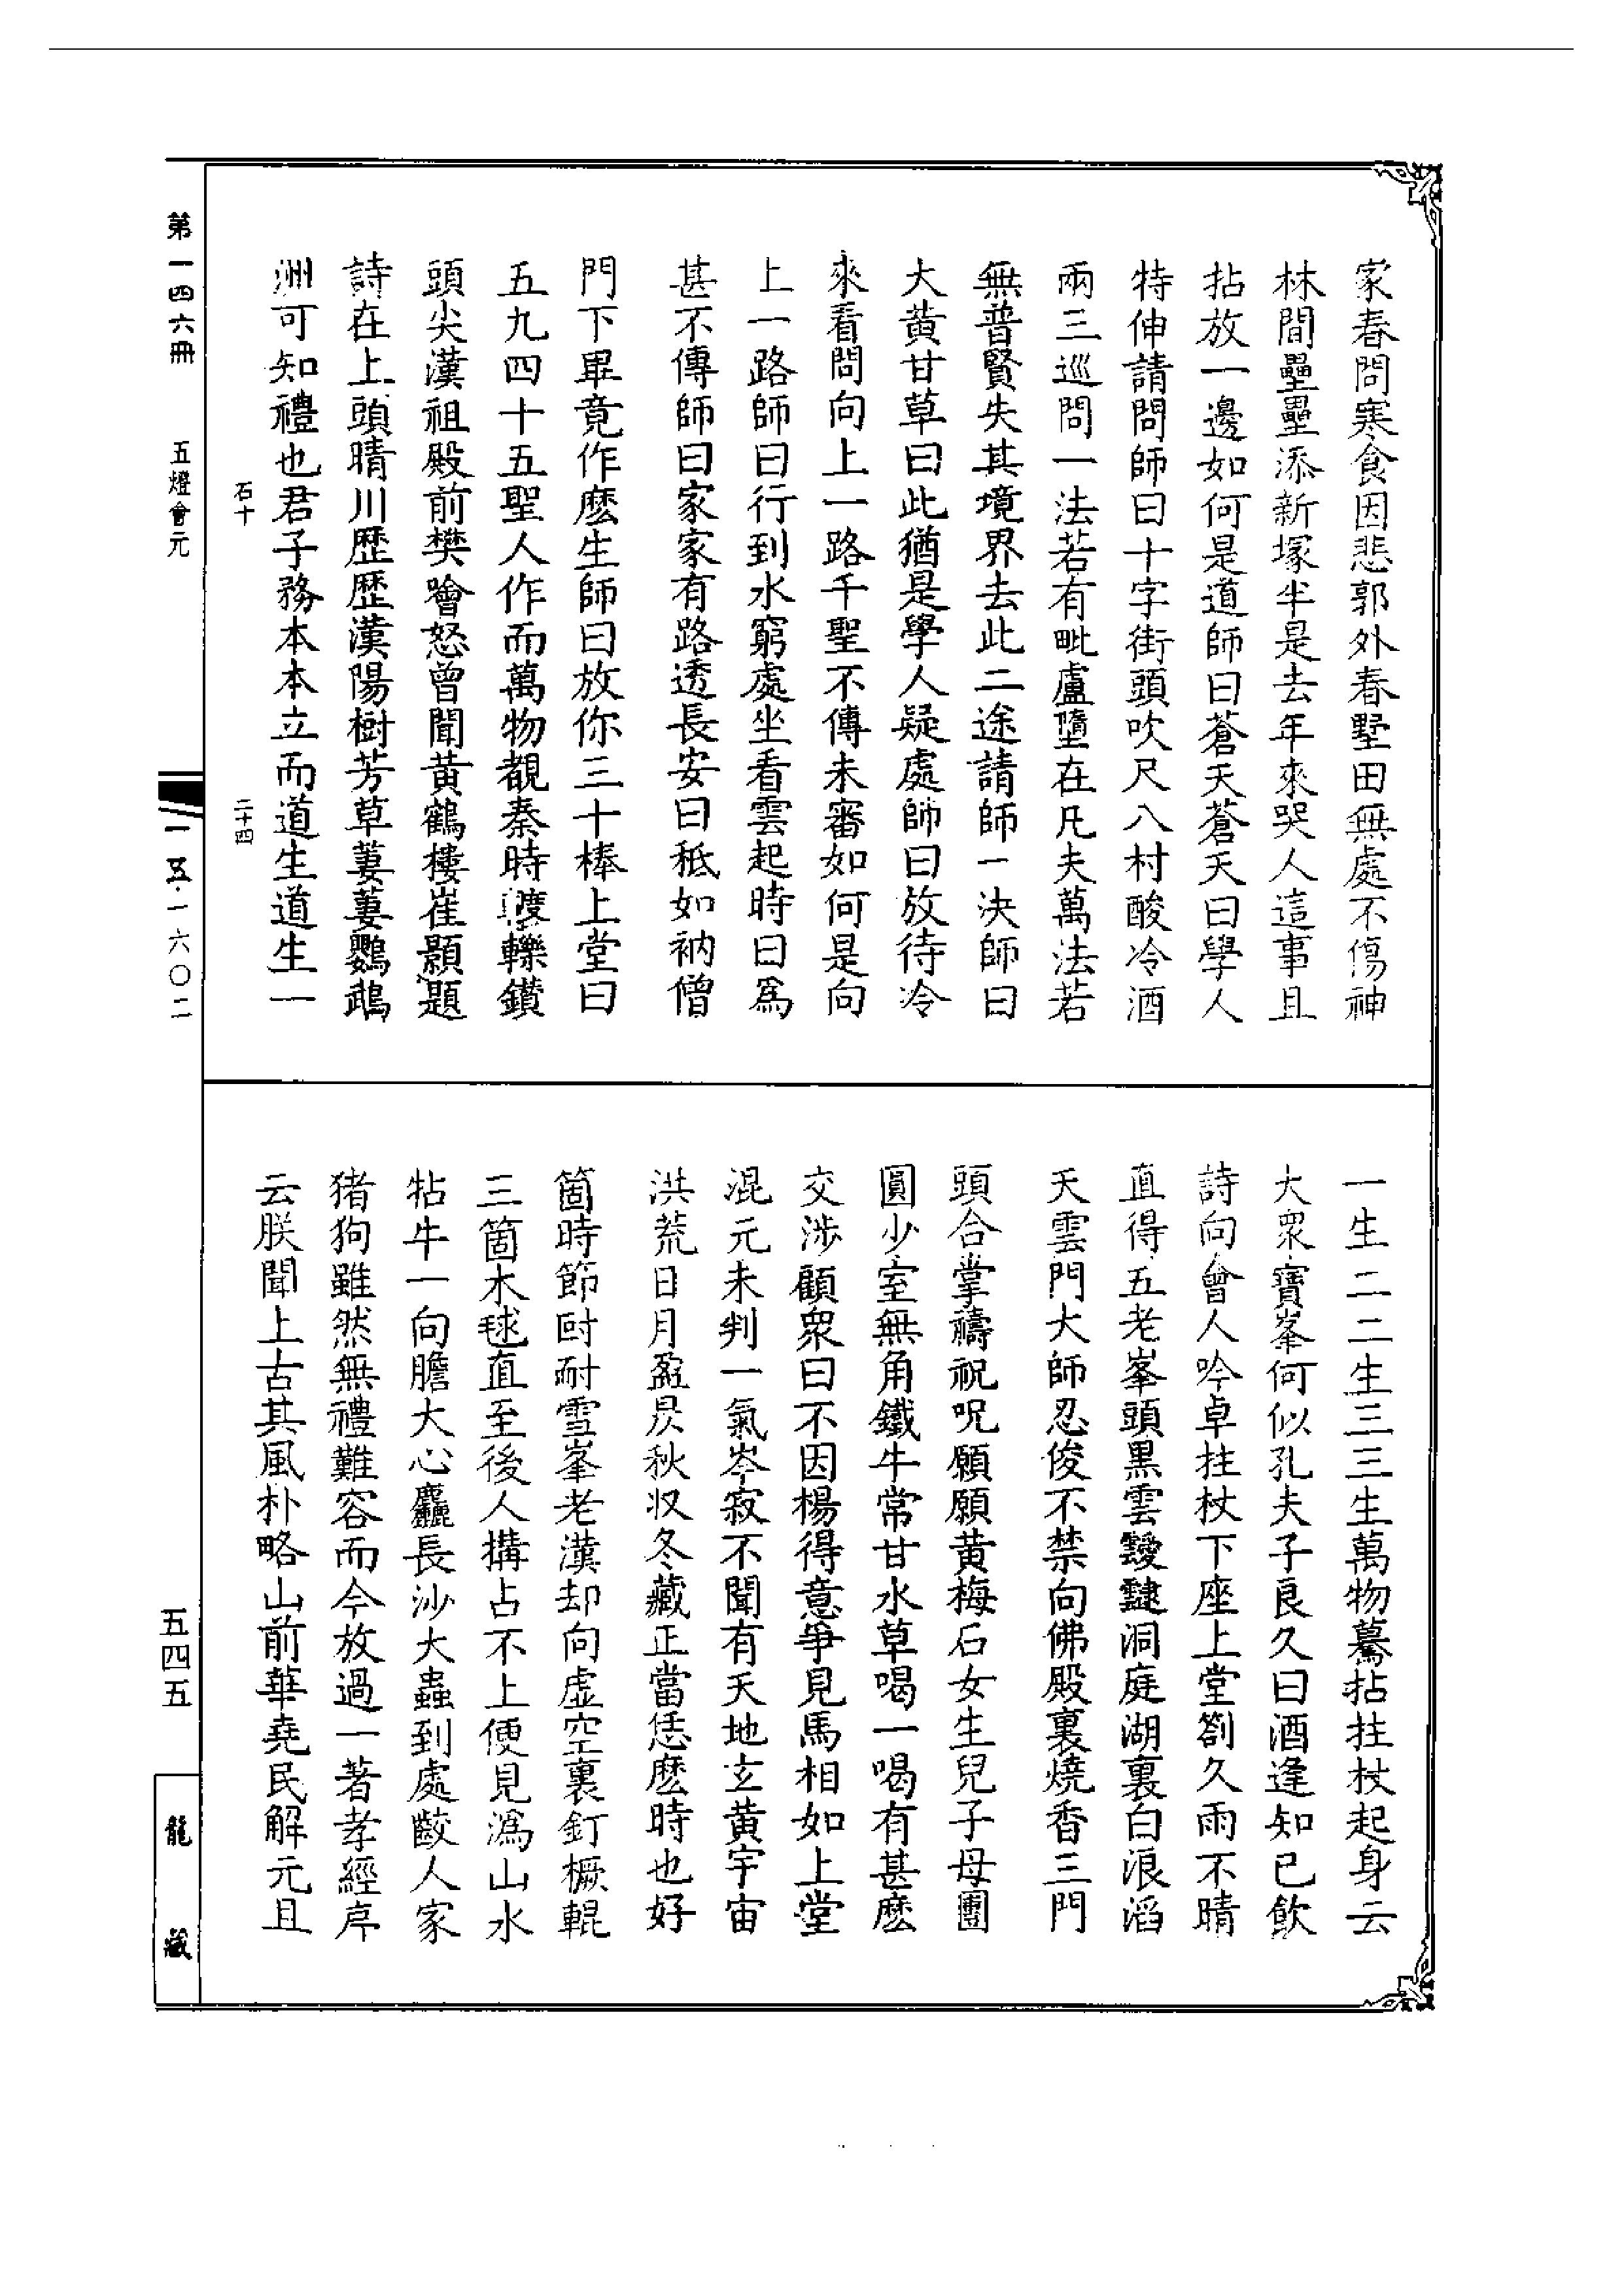 家春問寒食因悲郭外春墅田無處不傷神
林間壘壘添新塚半是去年來哭人這事且
拈放一邊如何是道師曰蒼天蒼天曰學人
特伸請問師曰十字街頭吹尺八村酸冷酒
兩三巡問一法若有毗盧墮在凡夫萬法若
無普賢失其境界去此二途請師一決師曰
大黃甘草曰此猶是學人疑處師曰放待冷
來看問向上一路千聖不傳未審如何是向
上一路師曰行到水窮處坐看雲起時曰為
甚不傳師曰家家有路透長安曰秪如衲僧
門下畢竟作麽生師曰放你三十棒上堂曰
五九四十五聖人作而萬物覩秦時𨍏轢鑽
頭尖漢祖殿前樊噲怒曾聞黃鶴樓崔顥題
詩在上頭晴川歷歷漢陽樹芳草萋萋鸚鵡
洲可知禮也君子務本本立而道生道生一
石十 二十四
一生二二生三三生萬物驀拈拄杖起身云
大眾寶峯何似孔夫子良久曰酒逢知己飲
詩向會人吟卓拄杖下座上堂劄久雨不晴
直得五老峯頭黑雲靉靆洞庭湖裏白浪滔
天雲門大師忍俊不禁向佛殿裏燒香三門
頭合掌禱祝呪願願黃梅石女生兒子母團
圓少室無角鐵牛常甘水草喝一喝有甚麽
交涉顧眾曰不因楊得意爭見馬相如上堂
混元未判一氣岑寂不聞有天地玄黃宇宙
洪荒日月盈昃秋収冬藏正當恁麽時也好
箇時節叵耐雪峯老漢却向虛空裏釘橛輥
三箇木毬直至後人搆占不上便見溈山水
牯牛一向膽大心麤長沙大蟲到處齩人家
猪狗雖然無禮難容而今放過一著孝經序
云朕聞上古其風朴略山前華堯民解元且
第一四六冊 五燈會元
一五·一六〇二
五四五
龍藏